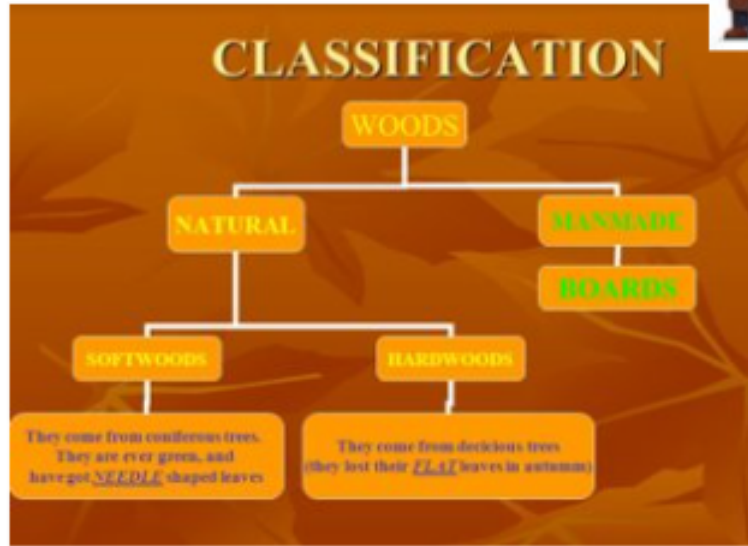 CLASSIFICATION
WOODS
NATURAL
MANMADE
BOARDS
SOFTWOODS
HARDWOODS
They come from coniferous trees.
They are ever green, and
have got NEEDLE shaped leaves
They come from decicious trees
(they lost their FLAT leaves in autumm)